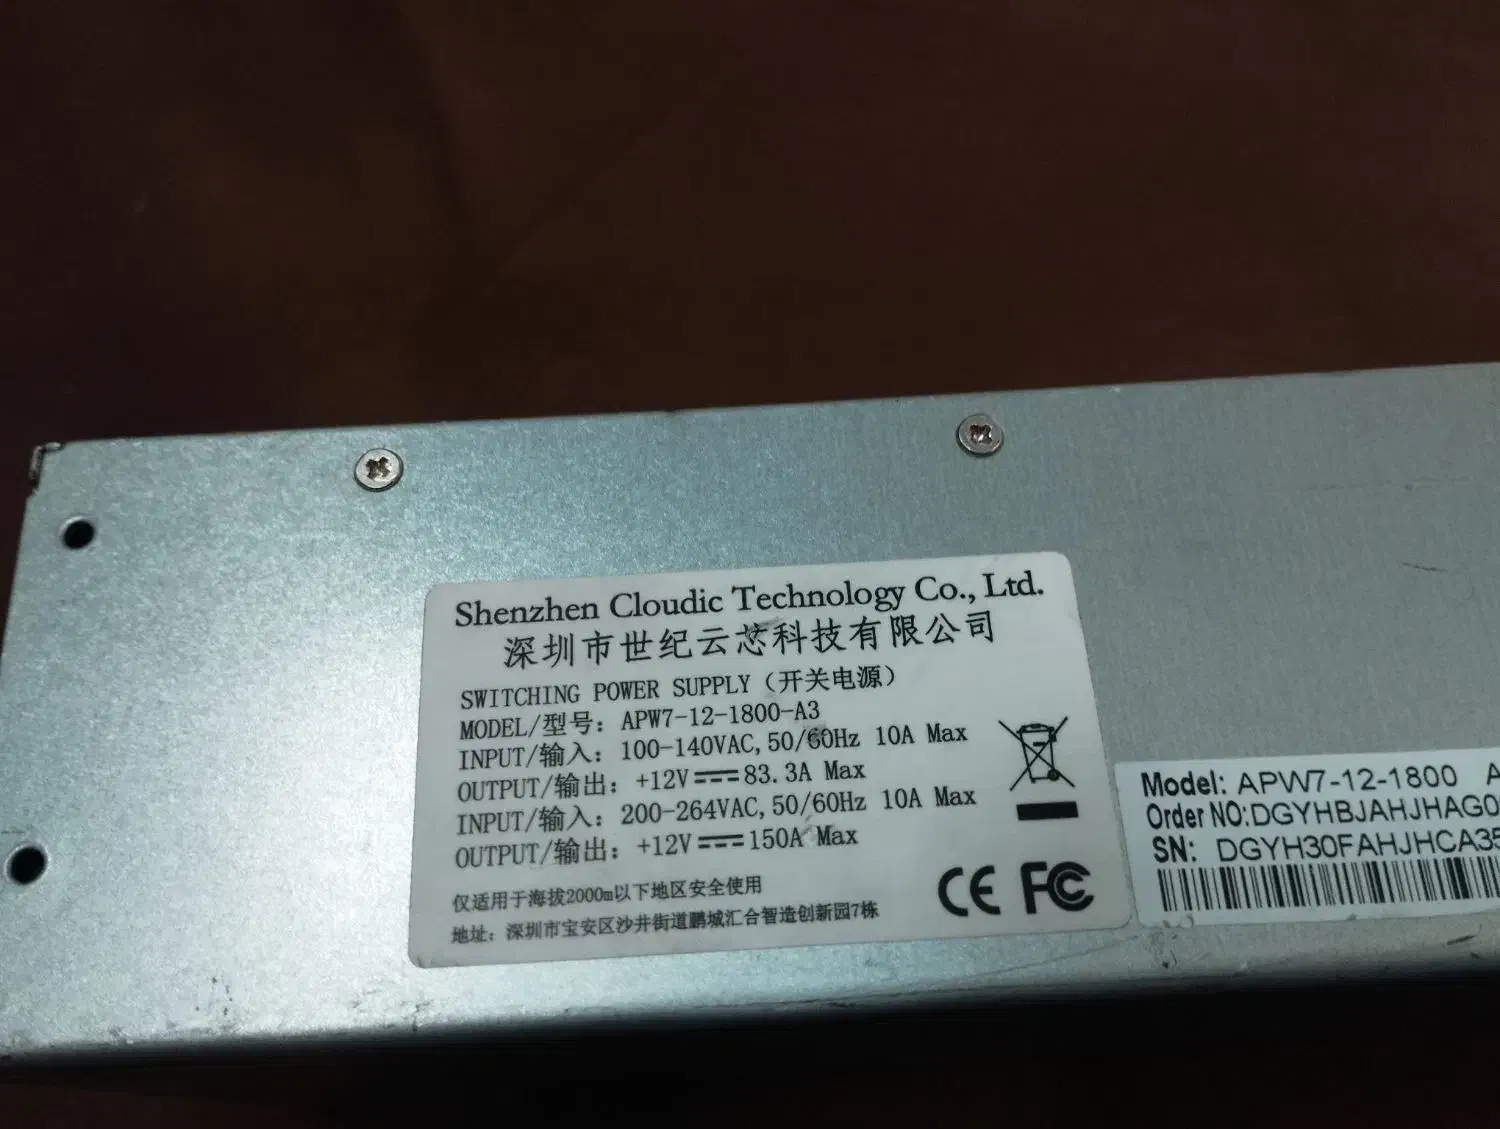 Shenzhen Cloudic Technology Co., Ltd.
深圳市世纪云芯科技有限公司
SWITCHING POWER SUPPLY（开关电源）
MODEL/型号：APW7-12-1800-A3
INPUT/输入：100-140VAC,50/60Hz 10A Max
OUTPUT/输出：+12V⎓83.3A Max
INPUT/输入：200-264VAC,50/60Hz 10A Max
OUTPUT/输出：+12V⎓150A Max
仅适用于海拔2000m以下地区安全使用
地址：深圳市宝安区沙井街道鹏城汇合智造创新园7栋
CE FC
Model: APW7-12-1800 A
Order NO:DGYHBJAHJHAG0
SN: DGYH30FAHJHCA35